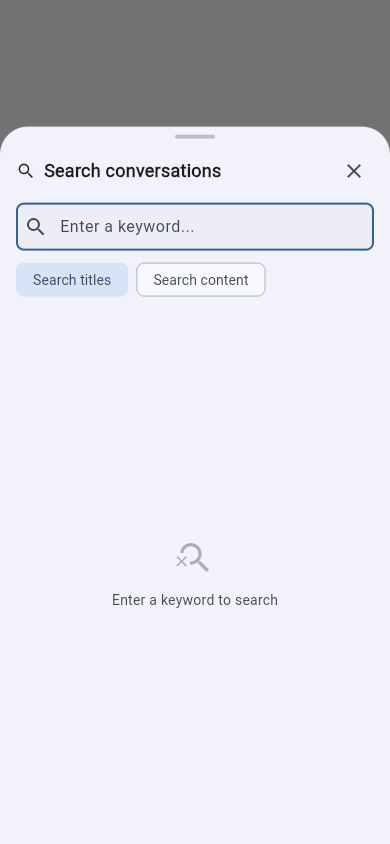 Search conversations
Enter a keyword...
Search titles
Search content
Enter a keyword to search